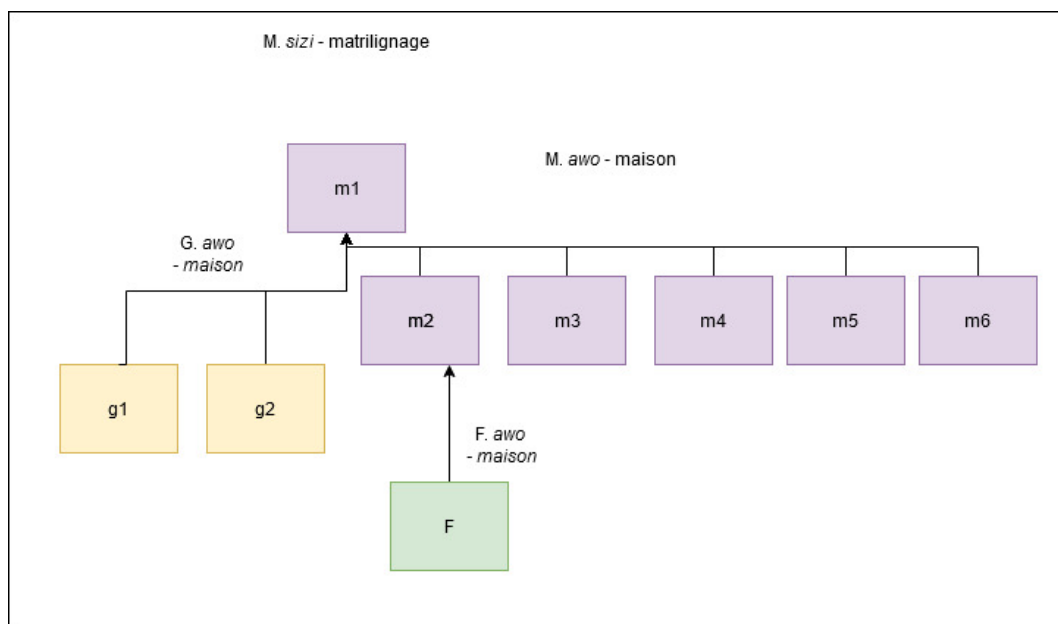 M. sizi - matrilignage
M. awo - maison
m1
G. awo
- maison
m2
m3
m4
m5
m6
g1
g2
F. awo
- maison
F